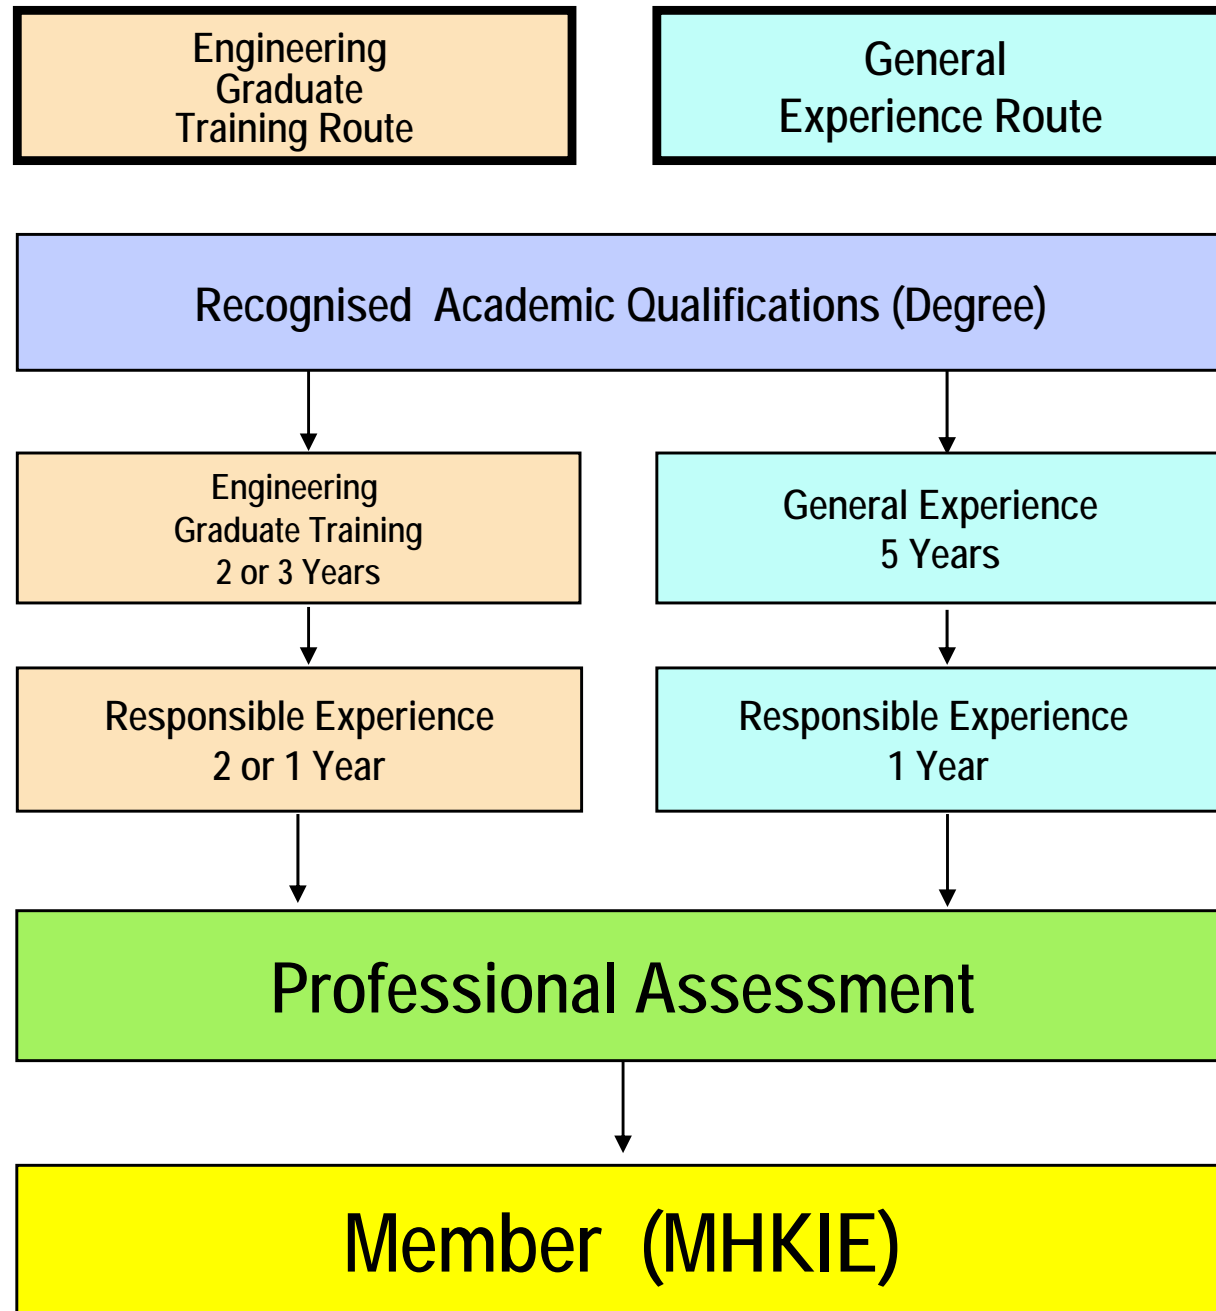 Engineering
Graduate
Training Route
General
Experience Route
Recognised Academic Qualifications (Degree)
Engineering
Graduate Training
2 or 3 Years
General Experience
5 Years
Responsible Experience
2 or 1 Year
Responsible Experience
1 Year
Professional Assessment
Member (MHKIE)